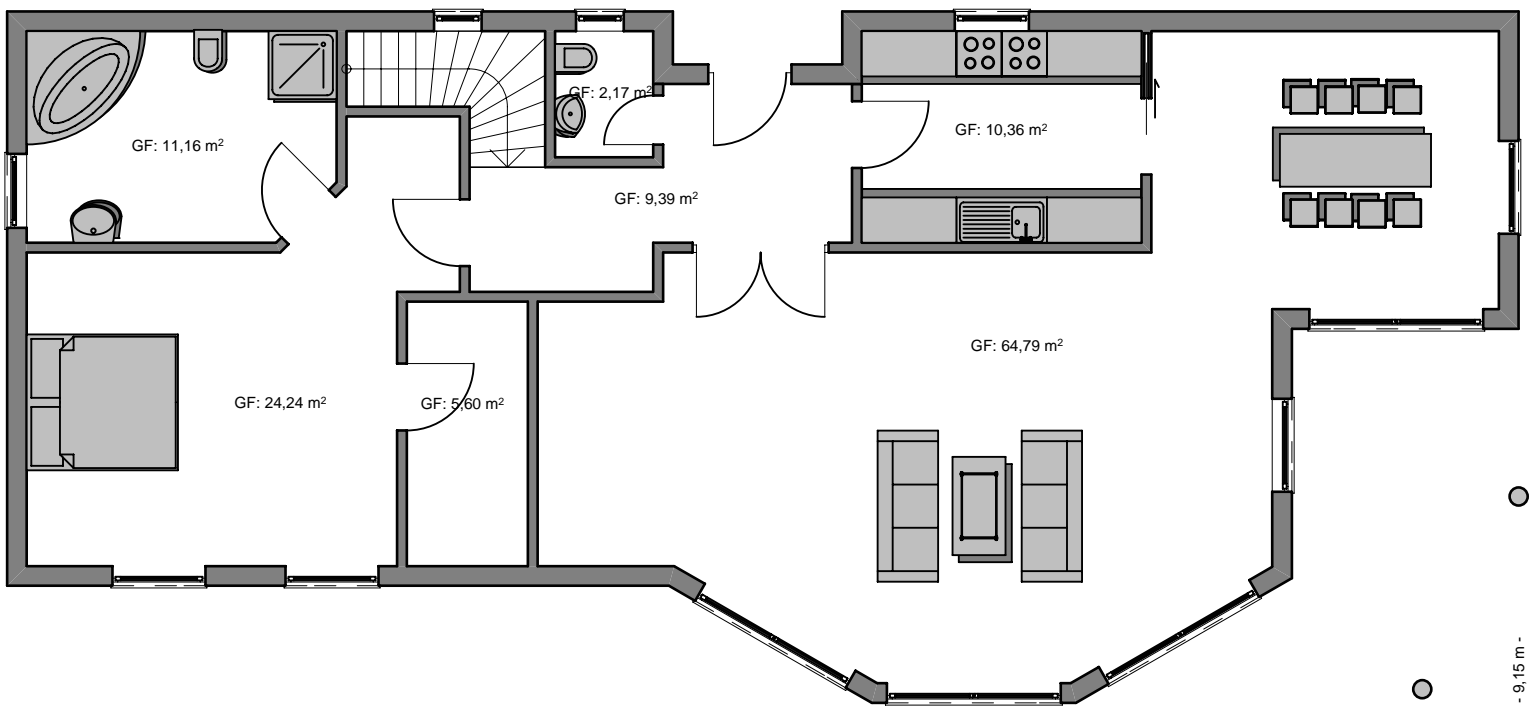 GF: 2,17 m²
GF: 10,36 m²
GF: 11,16 m²
GF: 9,39 m²
GF: 64,79 m²
GF: 24,24 m²
GF: 5,60 m²
- 9,15 m -